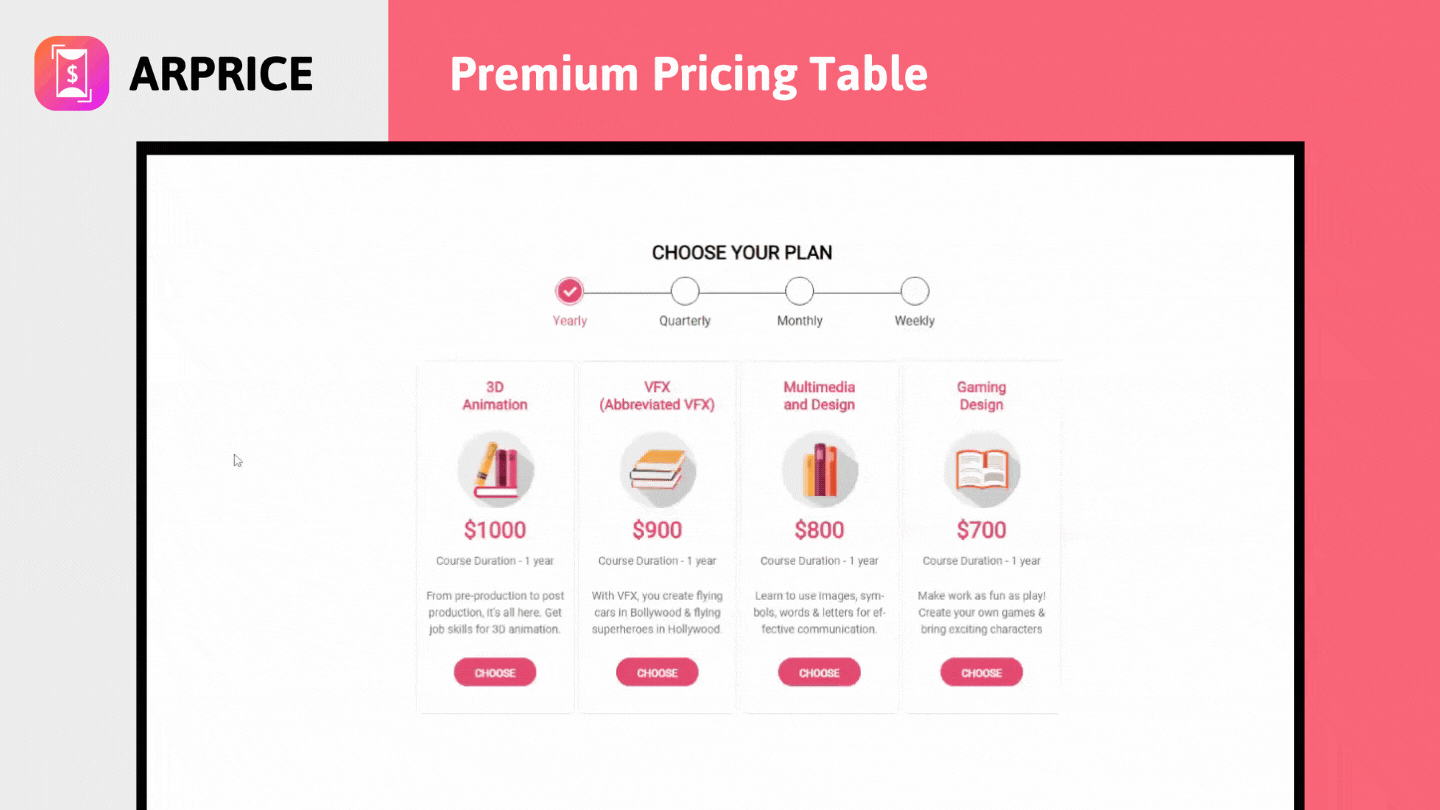 $
ARPRICE
Premium Pricing Table
CHOOSE YOUR PLAN
Yearly
Quarterly
Monthly
Weekly
3D
Animation
$1000
Course Duration - 1 year
From pre-production to post
production, it's all here. Get
job skills for 3D animation.
CHOOSE
VFX
(Abbreviated VFX)
$900
Course Duration - 1 year
With VFX, you create flying
cars in Bollywood & flying
superheroes in Hollywood.
CHOOSE
Multimedia
and Design
$800
Course Duration - 1 year
Learn to use images, sym-
bols, words & letters for ef-
fective communication.
CHOOSE
Gaming
Design
$700
Course Duration - 1 year
Make work as fun as play!
Create your own games &
bring exciting characters
CHOOSE